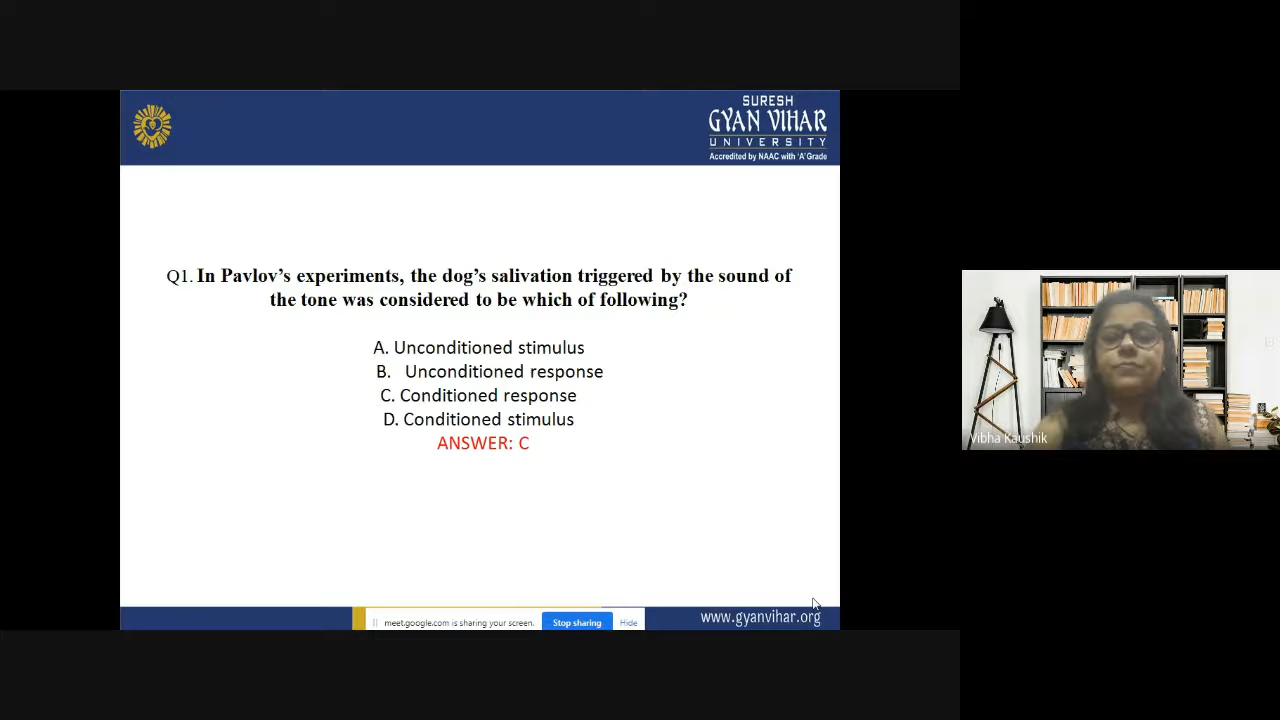 SURESH
GYAN VIHAR
UNIVERSITY
Accredited by NAAC with 'A' Grade
Q1. In Pavlov's experiments, the dog's salivation triggered by the sound of
the tone was considered to be which of following?
A. Unconditioned stimulus
B. Unconditioned response
C. Conditioned response
D. Conditioned stimulus
ANSWER: C
Vibha Kaushik
meet.google.com is sharing your screen.
Stop sharing
Hide
www.gyanvihar.org